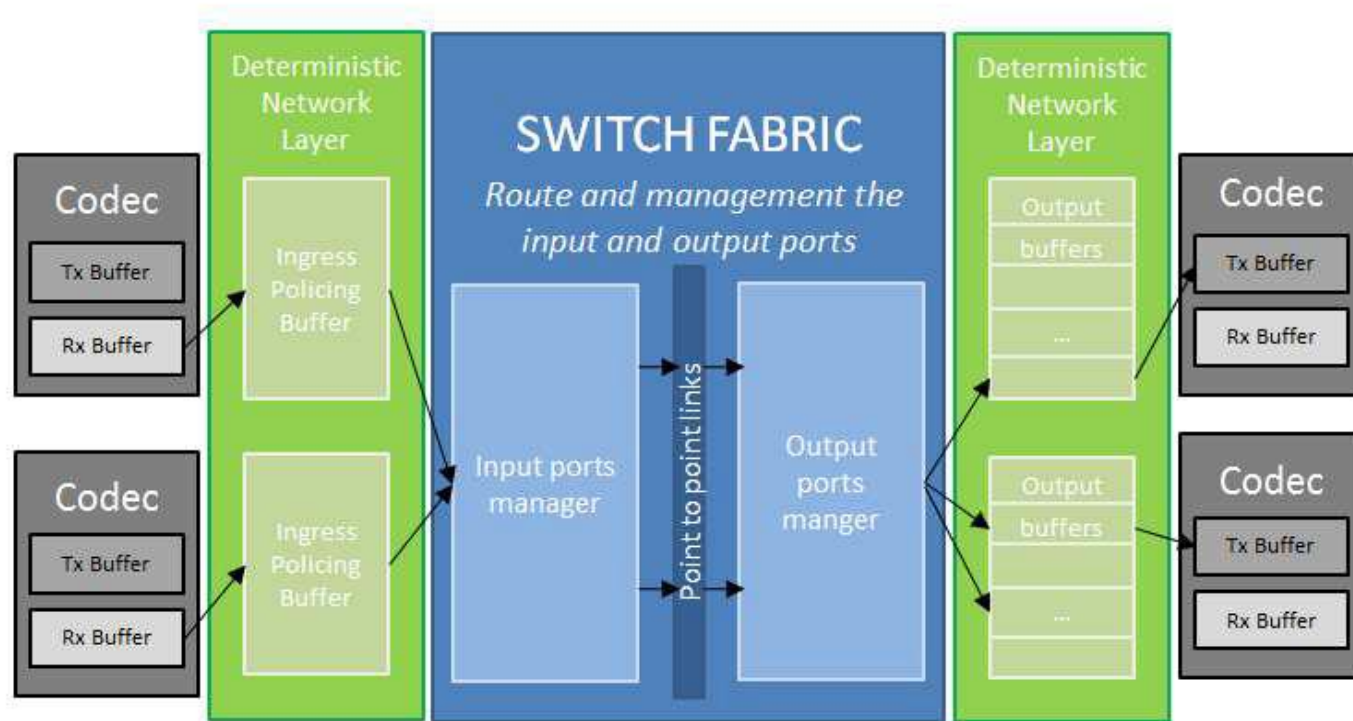 Deterministic
Network
Layer
SWITCH FABRIC
Route and management the
input and output ports
Deterministic
Network
Layer
Codec
Tx Buffer
Rx Buffer
Ingress
Policing
Buffer
Codec
Tx Buffer
Rx Buffer
Ingress
Policing
Buffer
Input ports
manager
Point to point links
Output
ports
manger
Output
buffers
...
Output
buffers
...
Codec
Tx Buffer
Rx Buffer
Codec
Tx Buffer
Rx Buffer